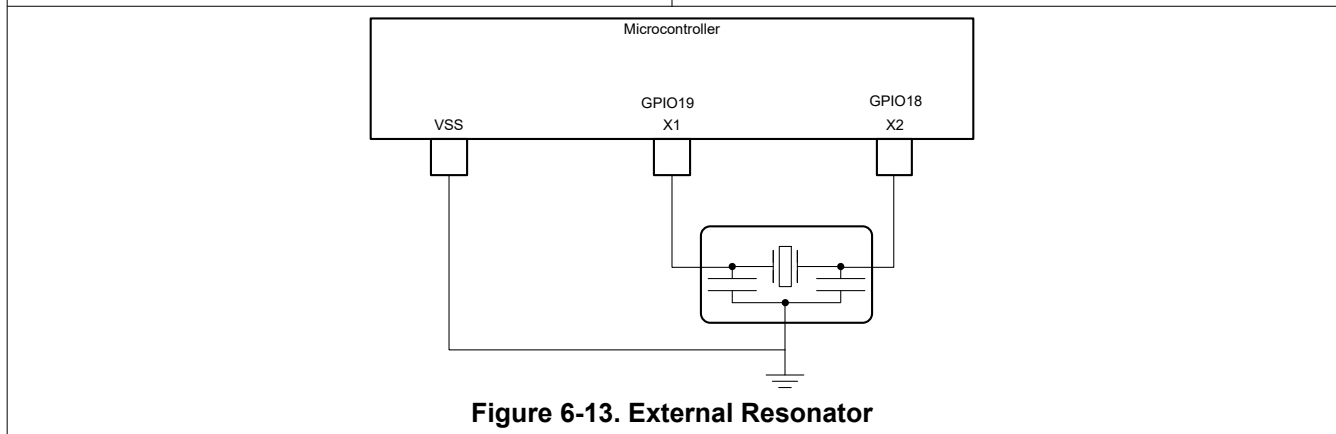 Microcontroller
GPIO19
GPIO18
VSS
X1
X2
Figure 6-13. External Resonator